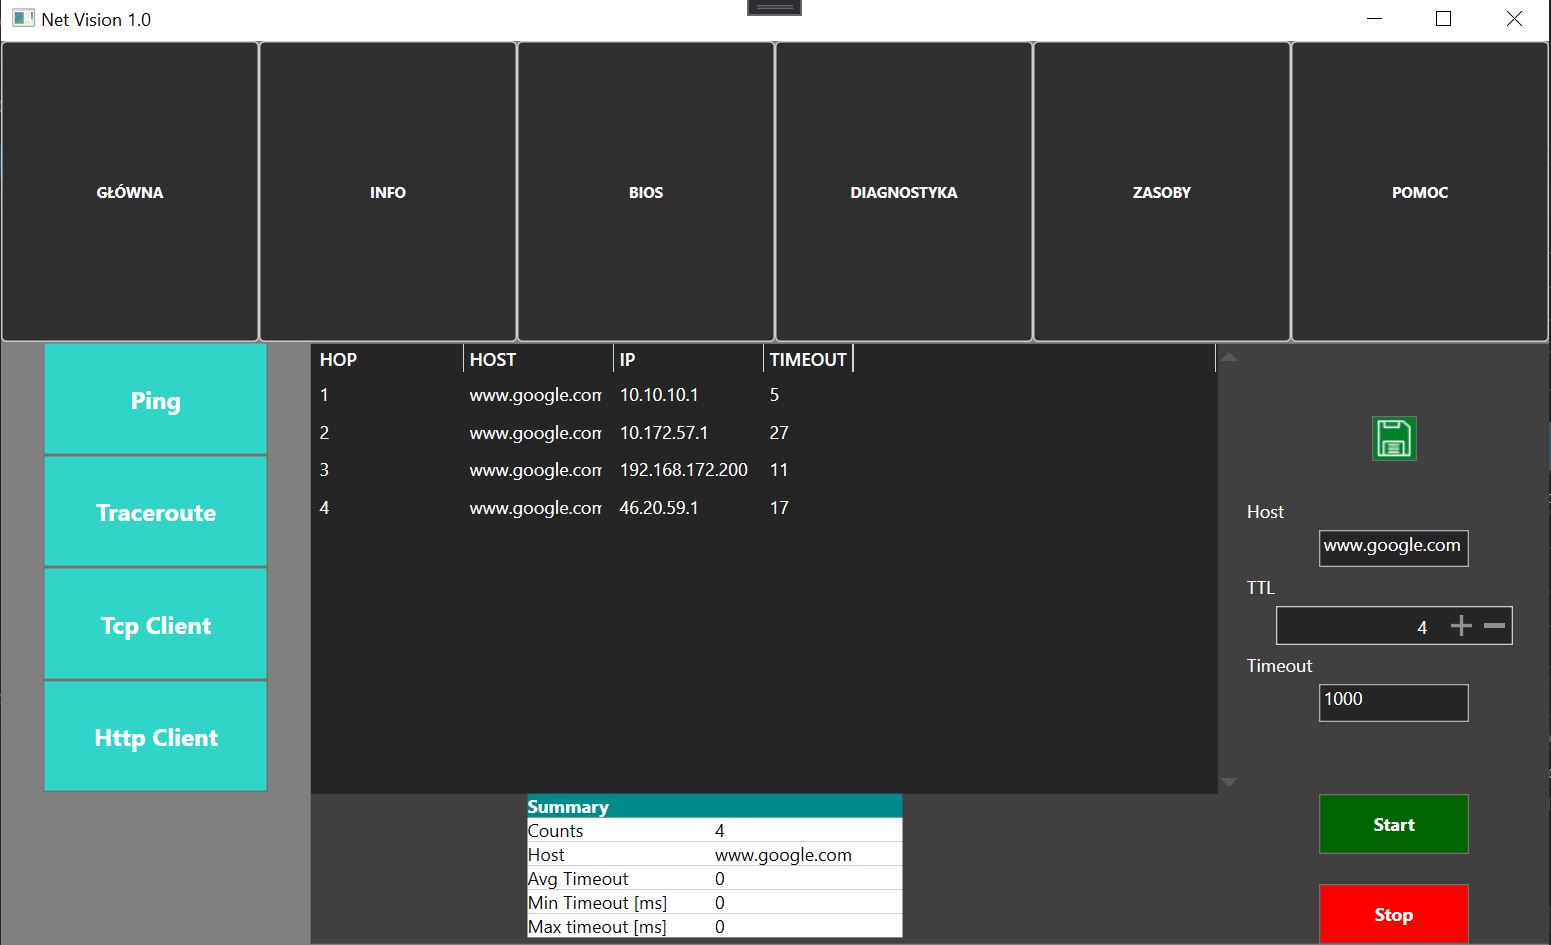 Net Vision 1.0
GŁÓWNA INFO BIOS DIAGNOSTYKA ZASOBY POMOC
Ping
Traceroute
Tcp Client
Http Client
HOP HOST IP TIMEOUT
1 www.google.com 10.10.10.1 5
2 www.google.com 10.172.57.1 27
3 www.google.com 192.168.172.200 11
4 www.google.com 46.20.59.1 17
Summary
Counts 4
Host www.google.com
Avg Timeout 0
Min Timeout [ms] 0
Max timeout [ms] 0
Host
www.google.com
TTL
4
Timeout
1000
Start
Stop